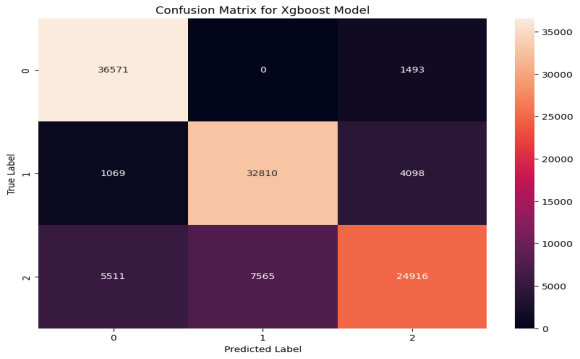 Confusion Matrix for Xgboost Model
36571 0 1493
1069 32810 4098
5511 7565 24916
0
1
2
True Label
0 1 2
Predicted Label
35000
30000
25000
20000
15000
10000
5000
0